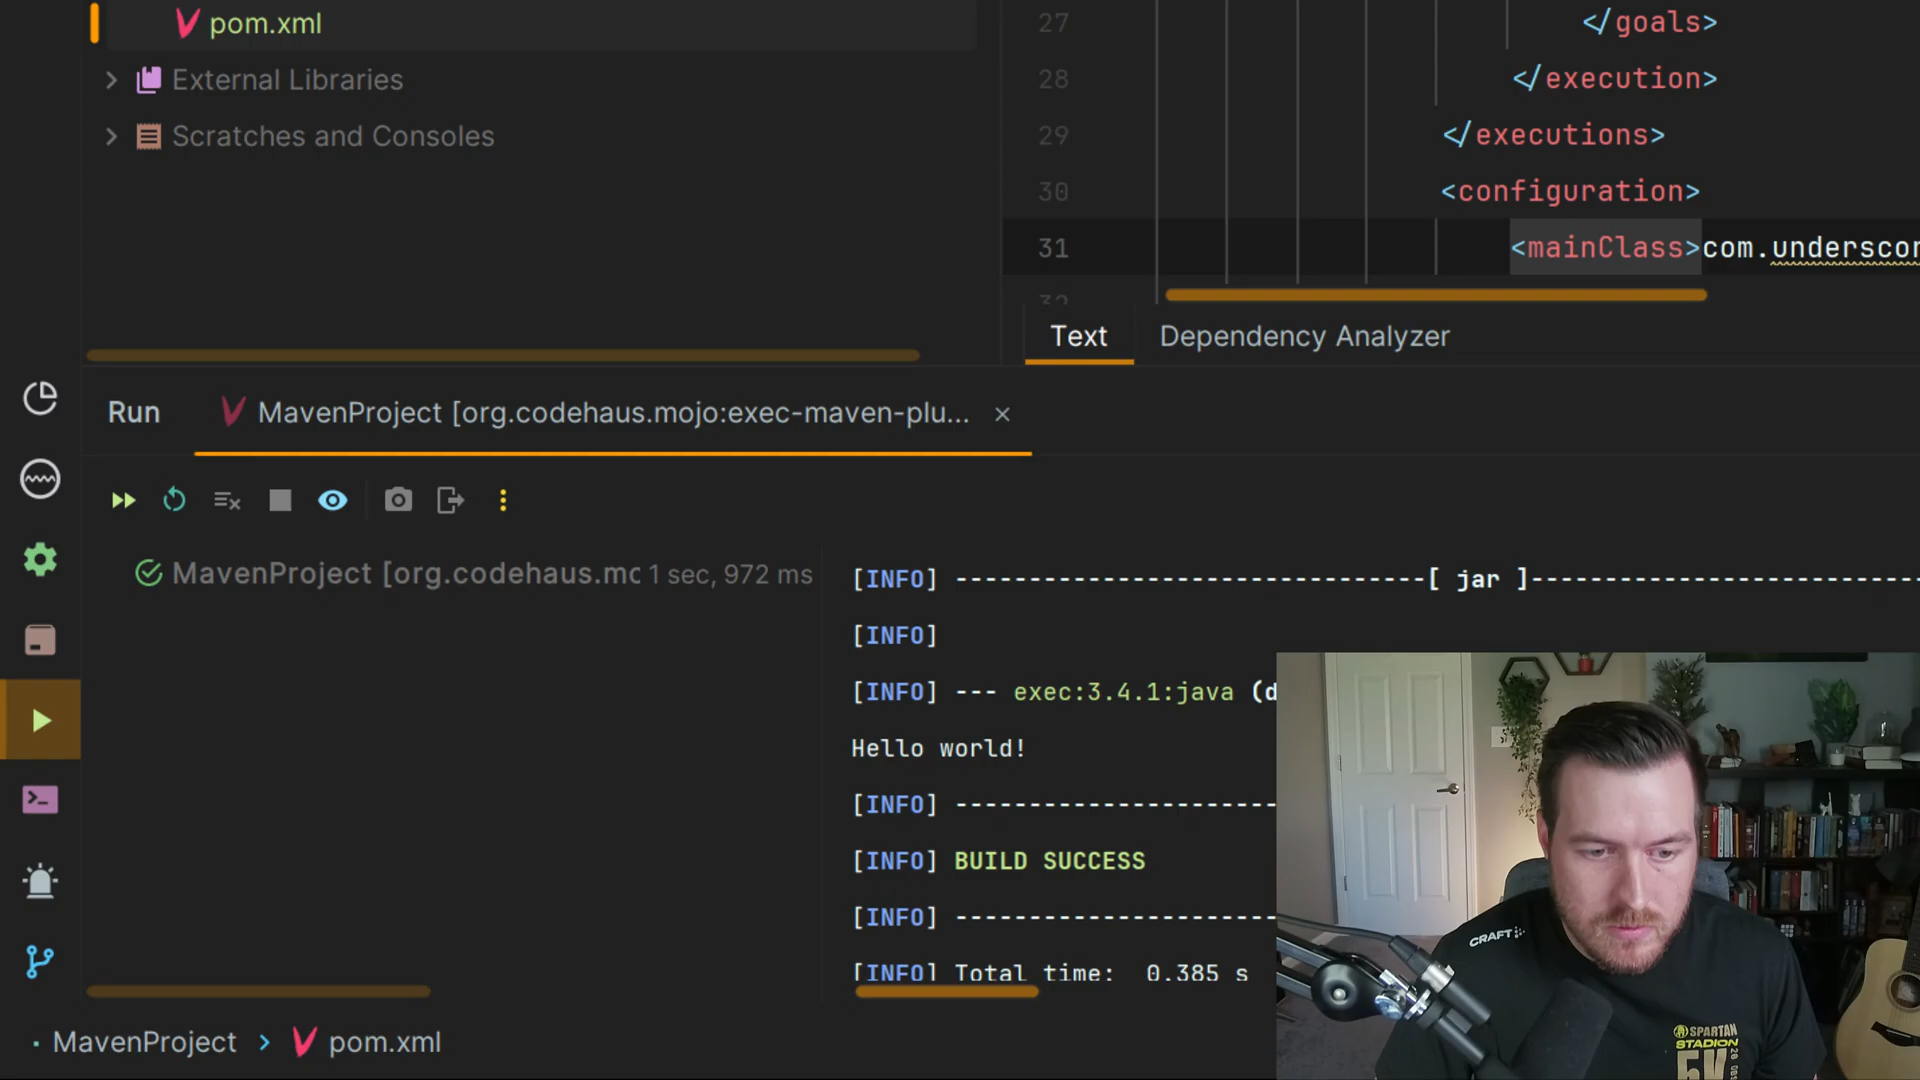 pom.xml
External Libraries
Scratches and Consoles
27 </goals>
28 </execution>
29 </executions>
30 <configuration>
31 <mainClass>com.underscor
Text Dependency Analyzer
Run MavenProject [org.codehaus.mojo:exec-maven-plu...
MavenProject [org.codehaus.mo 1 sec, 972 ms
[INFO] --------------------------------[ jar ]---------------------------
[INFO]
[INFO] --- exec:3.4.1:java (d
Hello world!
[INFO] ----------------------
[INFO] BUILD SUCCESS
[INFO] ----------------------
[INFO] Total time: 0.385 s
MavenProject > pom.xml
CRAFT
SPARTAN
STADION
5K